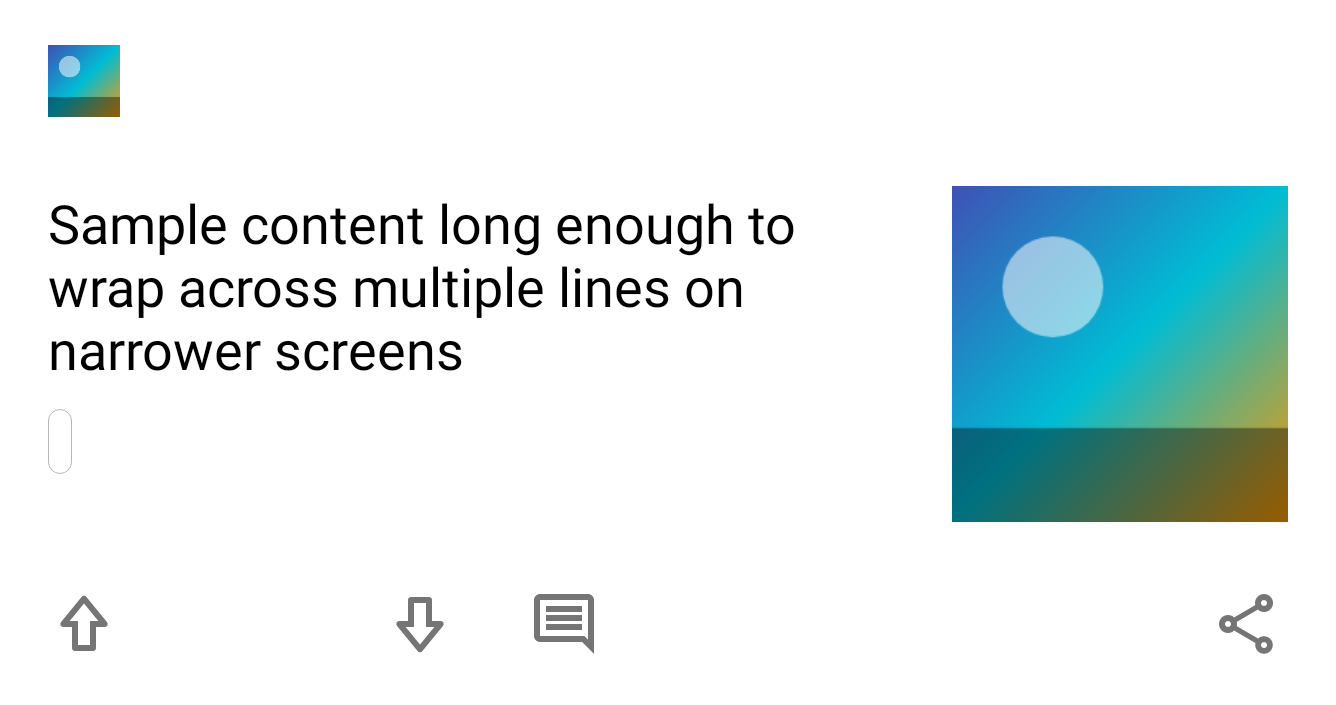 Sample content long enough to
wrap across multiple lines on
narrower screens